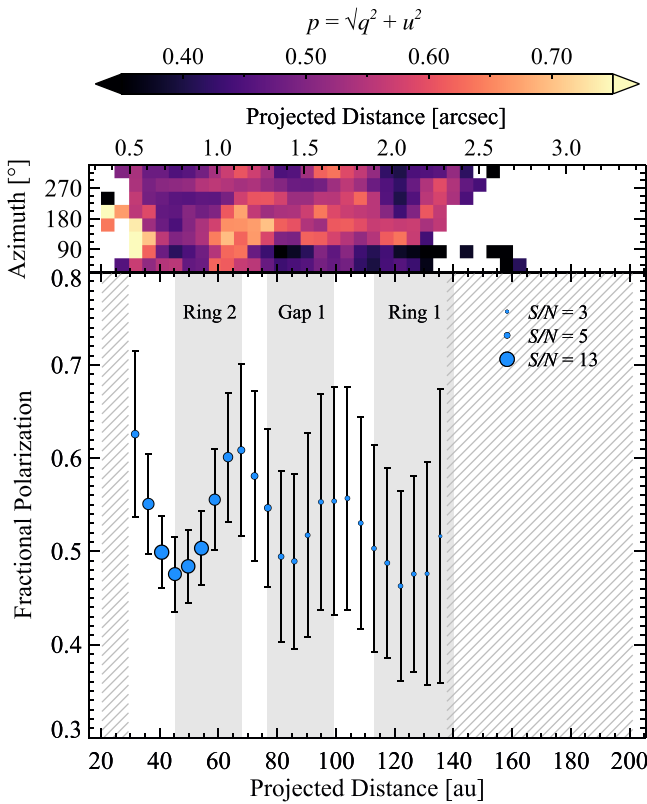 p = √q² + u²
0.40 0.50 0.60 0.70
Projected Distance [arcsec]
0.5 1.0 1.5 2.0 2.5 3.0
Azimuth [°]
270
180
90
0.8
Ring 2 Gap 1 Ring 1
S/N = 3
S/N = 5
S/N = 13
0.7
0.6
Fractional Polarization
0.5
0.4
0.3
20 40 60 80 100 120 140 160 180 200
Projected Distance [au]